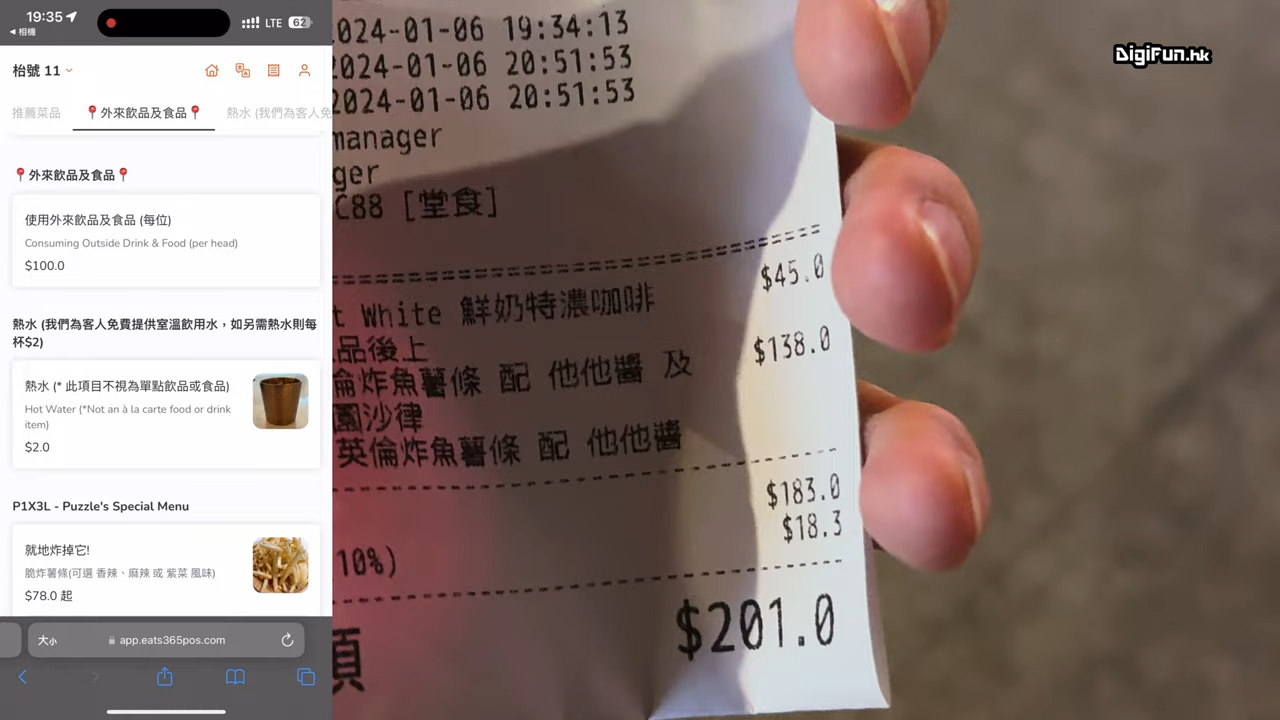 19:35
LTE 62
◀ 相機
枱號 11
推薦菜品
📍外來飲品及食品📍
熱水 (我們為客人免
📍外來飲品及食品📍
使用外來飲品及食品 (每位)
Consuming Outside Drink & Food (per head)
$100.0
熱水 (我們為客人免費提供室溫飲用水，如另需熱水則每
杯$2)
熱水 (* 此項目不視為單點飲品或食品)
Hot Water (*Not an à la carte food or drink
item)
$2.0
P1X3L - Puzzle's Special Menu
就地炸掉它!
脆炸薯條(可選 香辣、麻辣 或 紫菜 風味)
$78.0 起
大小
app.eats365pos.com
2024-01-06 19:34:13
2024-01-06 20:51:53
2024-01-06 20:51:53
manager
ger
C88 [堂食]
t White 鮮奶特濃咖啡 $45.0
品後上
倫炸魚薯條 配 他他醬 及 $138.0
園沙律
英倫炸魚薯條 配 他他醬
$183.0
10%) $18.3
項 $201.0
DigiFun.hk